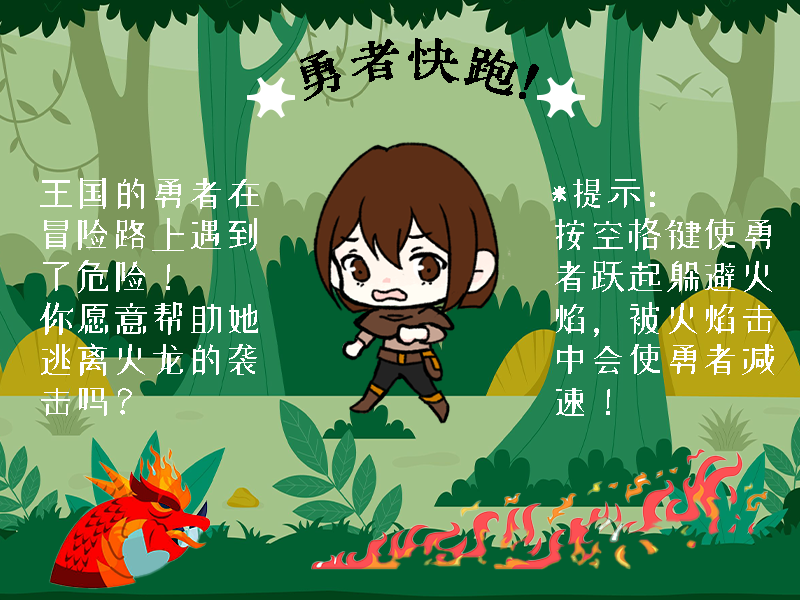 勇者快跑!
王国的勇者在
冒险路上遇到
了危险！
你愿意帮助她
逃离火龙的袭
击吗？
*提示：
按空格键使勇
者跃起躲避火
焰，被火焰击
中会使勇者减
速！